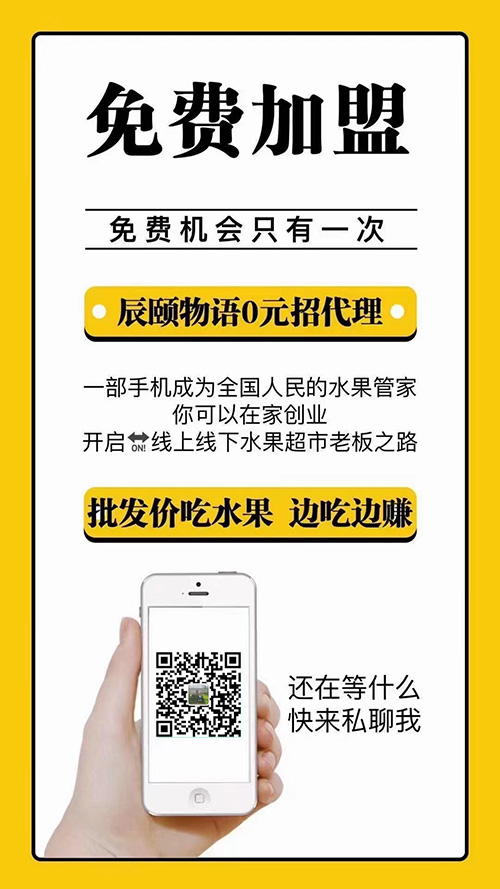 免费加盟
免费机会只有一次
辰颐物语0元招代理
一部手机成为全国人民的水果管家
你可以在家创业
开启ON!线上线下水果超市老板之路
批发价吃水果 边吃边赚
还在等什么
快来私聊我